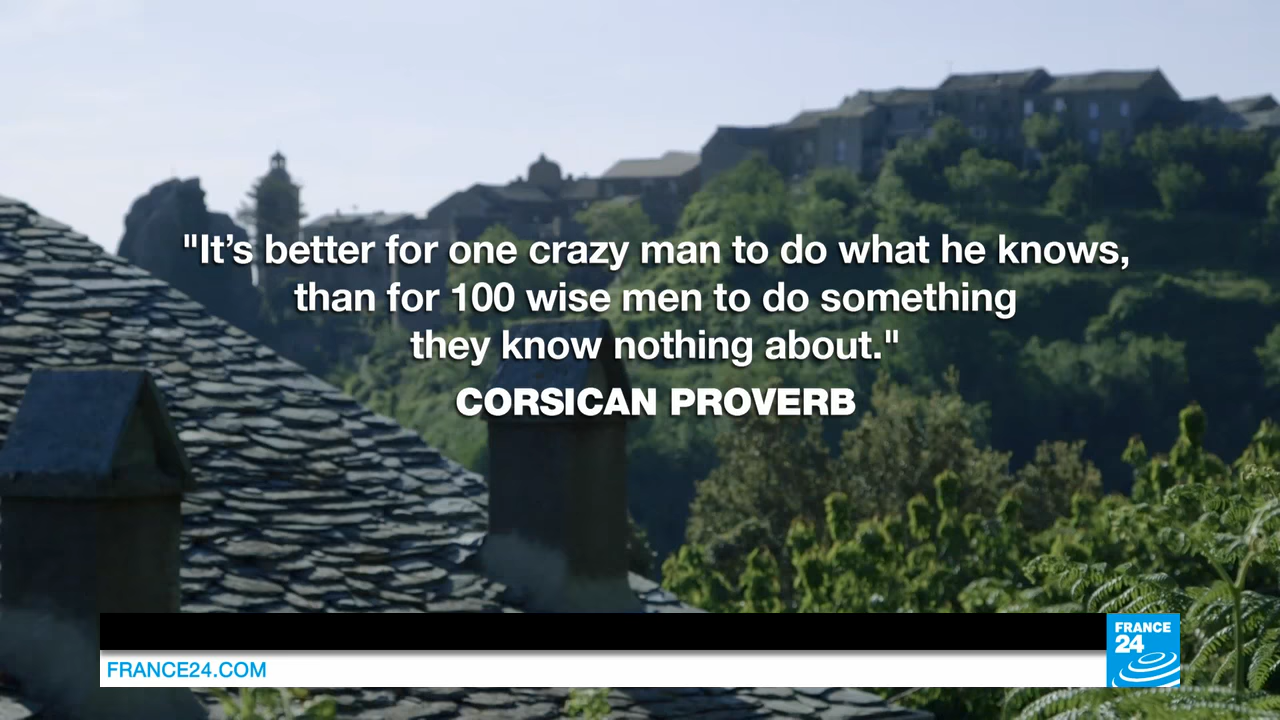 "It’s better for one crazy man to do what he knows,
than for 100 wise men to do something
they know nothing about."
CORSICAN PROVERB
FRANCE
24
FRANCE24.COM